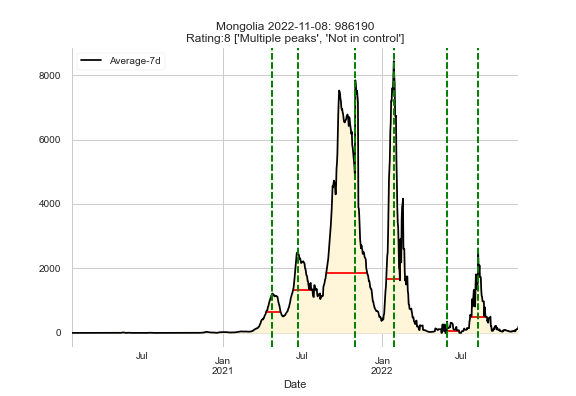 Mongolia 2022-11-08: 986190
Rating:8 ['Multiple peaks', 'Not in control']
Average-7d
8000
6000
4000
2000
0
Jul
Jan
2021
Jul
Jan
2022
Jul
Date